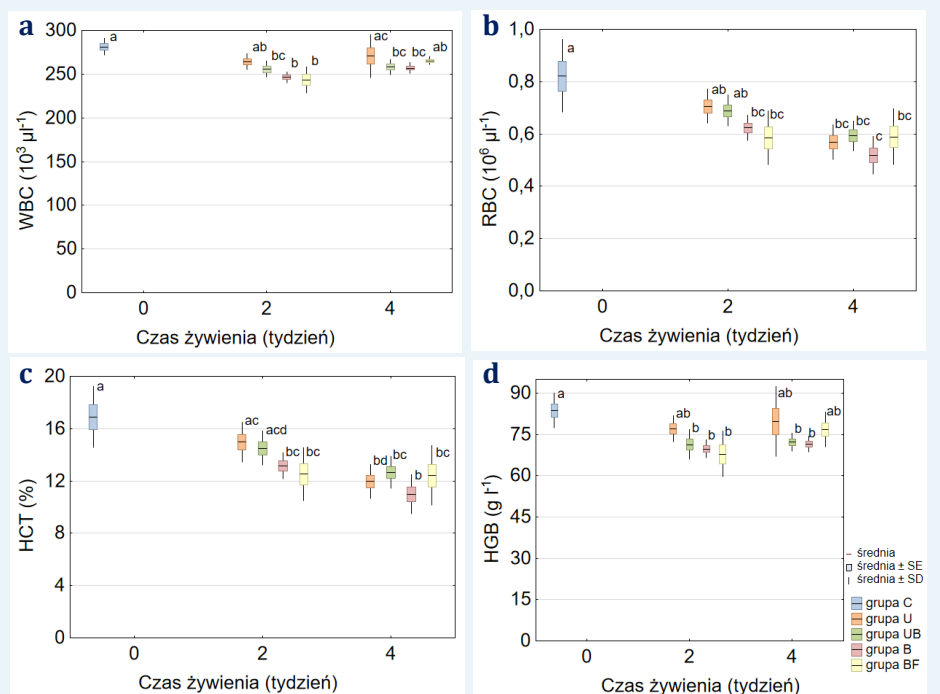 a
WBC (10³ µl⁻¹)
300
250
200
150
100
50
0
a
ab
bc
b
b
ac
bc
bc
ab
0 2 4
Czas żywienia (tydzień)
b
RBC (10⁶ µl⁻¹)
1,0
0,8
0,6
0,4
0,2
0,0
a
ab
ab
bc
bc
bc
bc
c
bc
0 2 4
Czas żywienia (tydzień)
c
HCT (%)
20
16
12
8
4
0
a
ac
acd
bc
bc
bd
bc
b
bc
0 2 4
Czas żywienia (tydzień)
d
HGB (g l⁻¹)
90
75
60
45
30
15
0
a
ab
b
b
b
ab
b
b
ab
0 2 4
Czas żywienia (tydzień)
średnia
średnia ± SE
średnia ± SD
grupa C
grupa U
grupa UB
grupa B
grupa BF